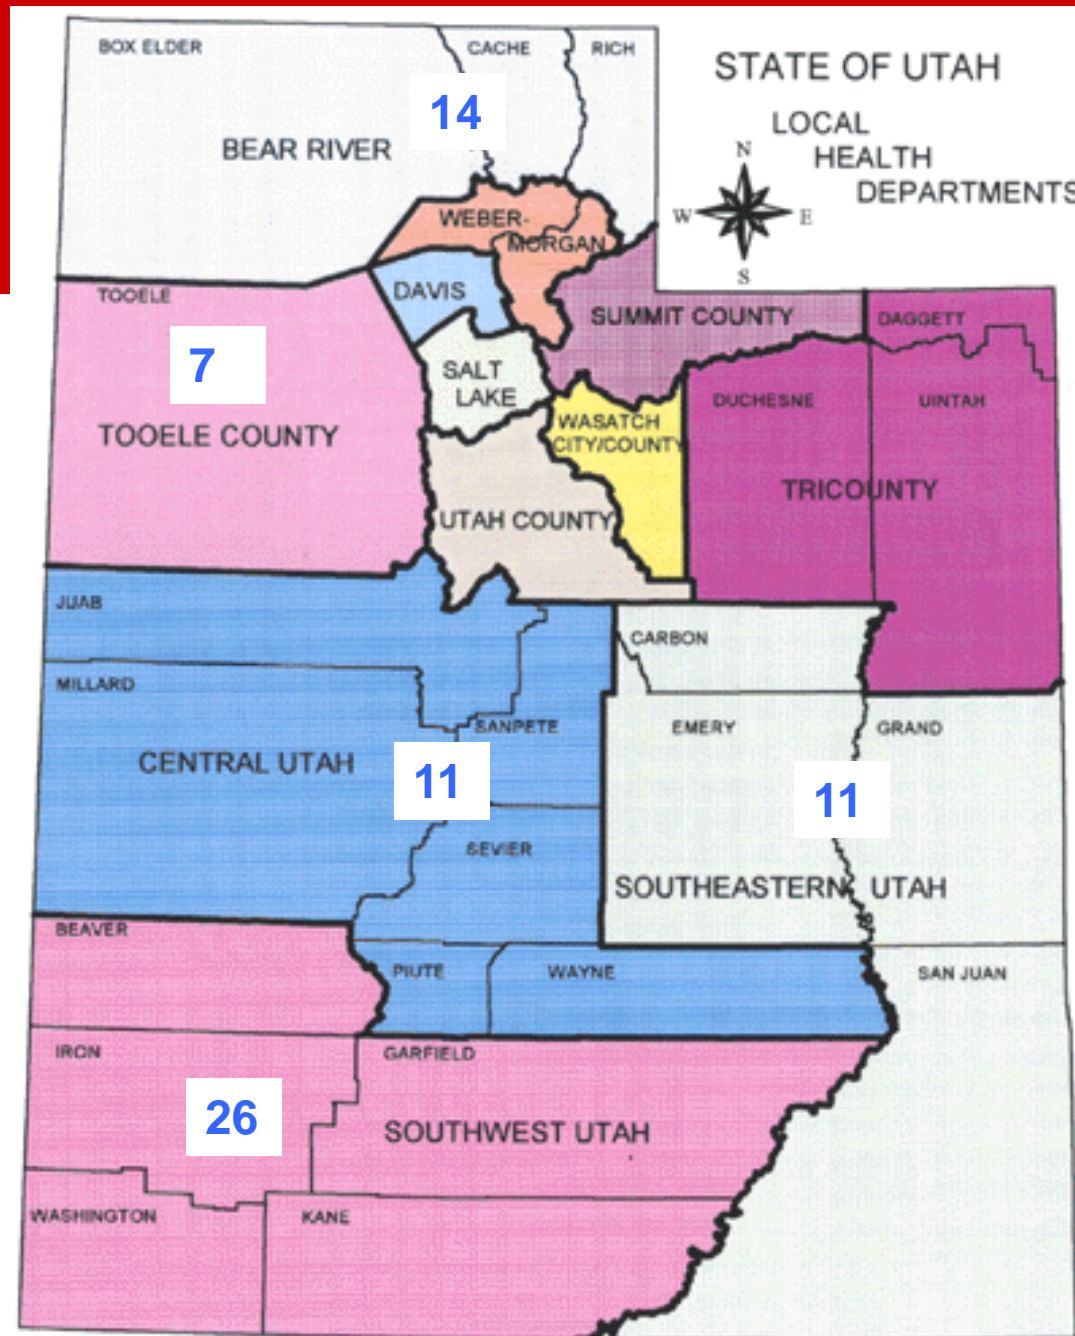 BOX ELDER
CACHE
RICH
STATE OF UTAH
LOCAL
HEALTH
DEPARTMENTS
N
W
E
S
14
BEAR RIVER
WEBER-
MORGAN
TOOELE
DAVIS
SUMMIT COUNTY
DAGGETT
7
SALT
LAKE
TOOELE COUNTY
WASATCH
CITY/COUNTY
DUCHESNE
UINTAH
TRICOUNTY
UTAH COUNTY
JUAB
CARBON
MILLARD
SANPETE
EMERY
GRAND
CENTRAL UTAH
11
11
SEVIER
SOUTHEASTERN UTAH
BEAVER
PIUTE
WAYNE
SAN JUAN
IRON
GARFIELD
26
SOUTHWEST UTAH
WASHINGTON
KANE